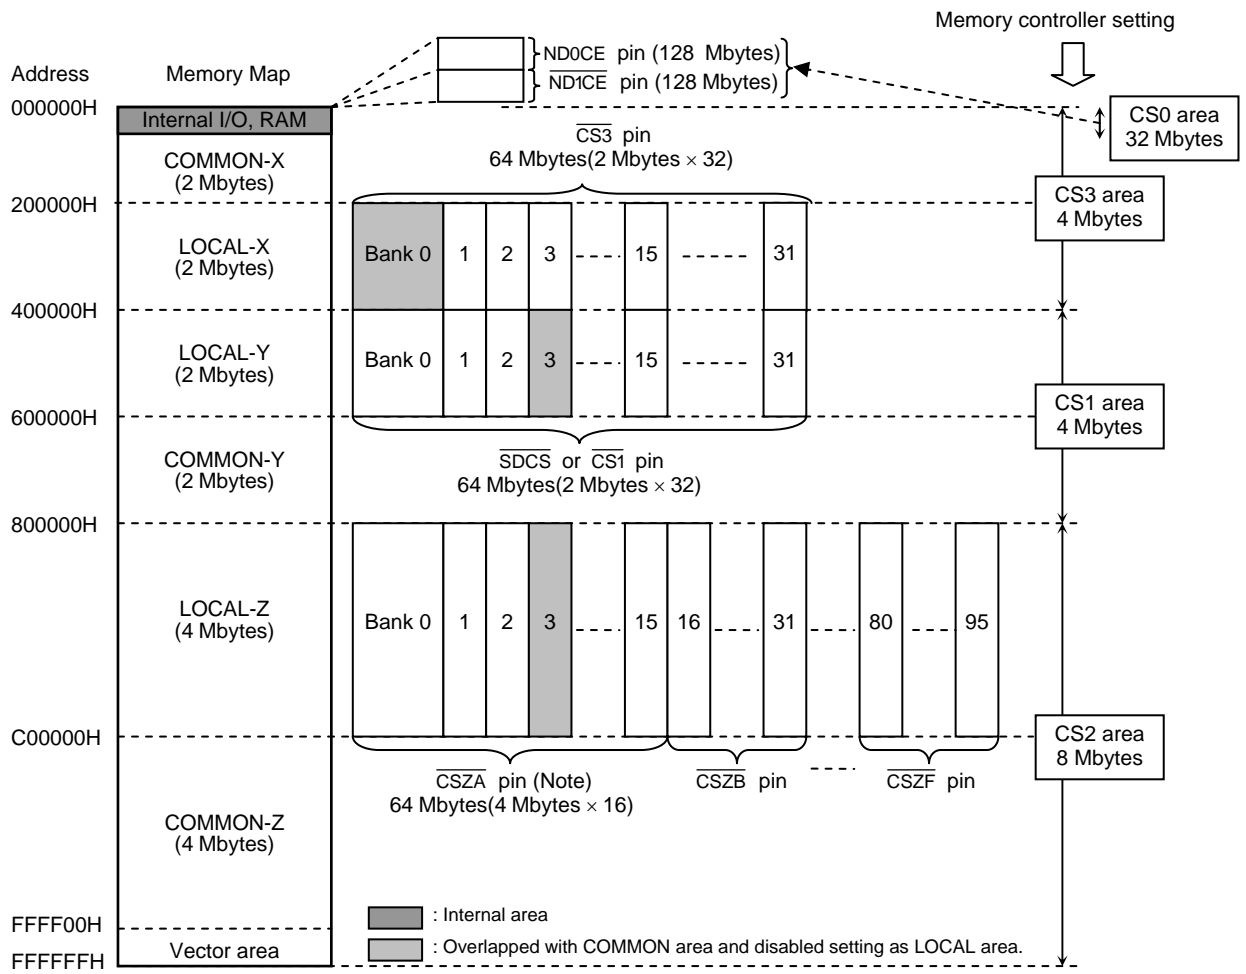 Memory controller setting
ND0CE pin (128 Mbytes)
ND1CE pin (128 Mbytes)
Address
Memory Map
000000H
Internal I/O, RAM
CS0 area
32 Mbytes
CS3 pin
64 Mbytes(2 Mbytes × 32)
COMMON-X
(2 Mbytes)
CS3 area
4 Mbytes
200000H
LOCAL-X
(2 Mbytes)
Bank 0 1 2 3 15 31
400000H
LOCAL-Y
(2 Mbytes)
Bank 0 1 2 3 15 31
CS1 area
4 Mbytes
600000H
COMMON-Y
(2 Mbytes)
SDCS or CS1 pin
64 Mbytes(2 Mbytes × 32)
800000H
LOCAL-Z
(4 Mbytes)
Bank 0 1 2 3 15 16 31 80 95
C00000H
CS2 area
8 Mbytes
CSZA pin (Note)
64 Mbytes(4 Mbytes × 16)
CSZB pin
CSZF pin
COMMON-Z
(4 Mbytes)
FFFF00H
: Internal area
Vector area
: Overlapped with COMMON area and disabled setting as LOCAL area.
FFFFFFH